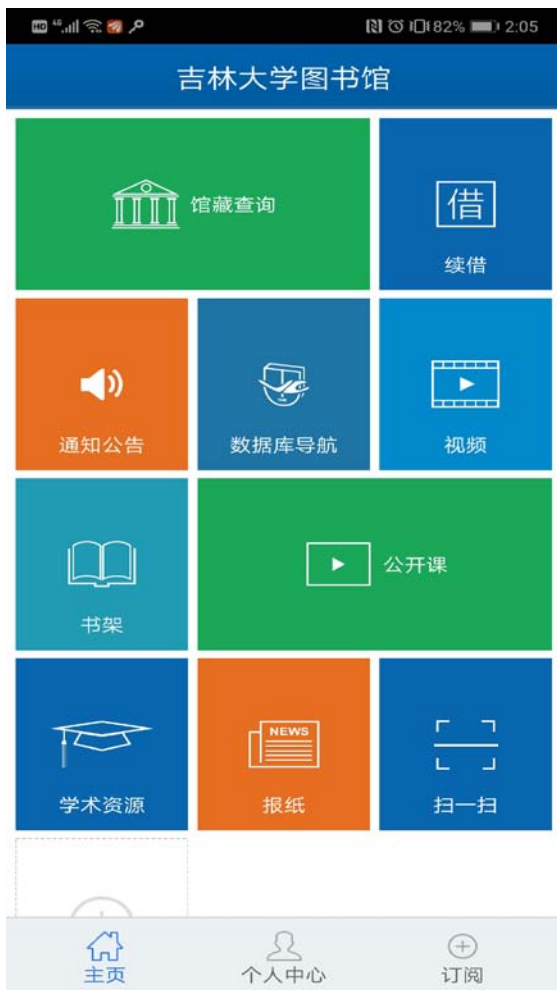 HD 4G 82% 2:05
吉林大学图书馆
馆藏查询
借
续借
通知公告
数据库导航
视频
书架
公开课
学术资源
NEWS
报纸
扫一扫
主页
个人中心
订阅